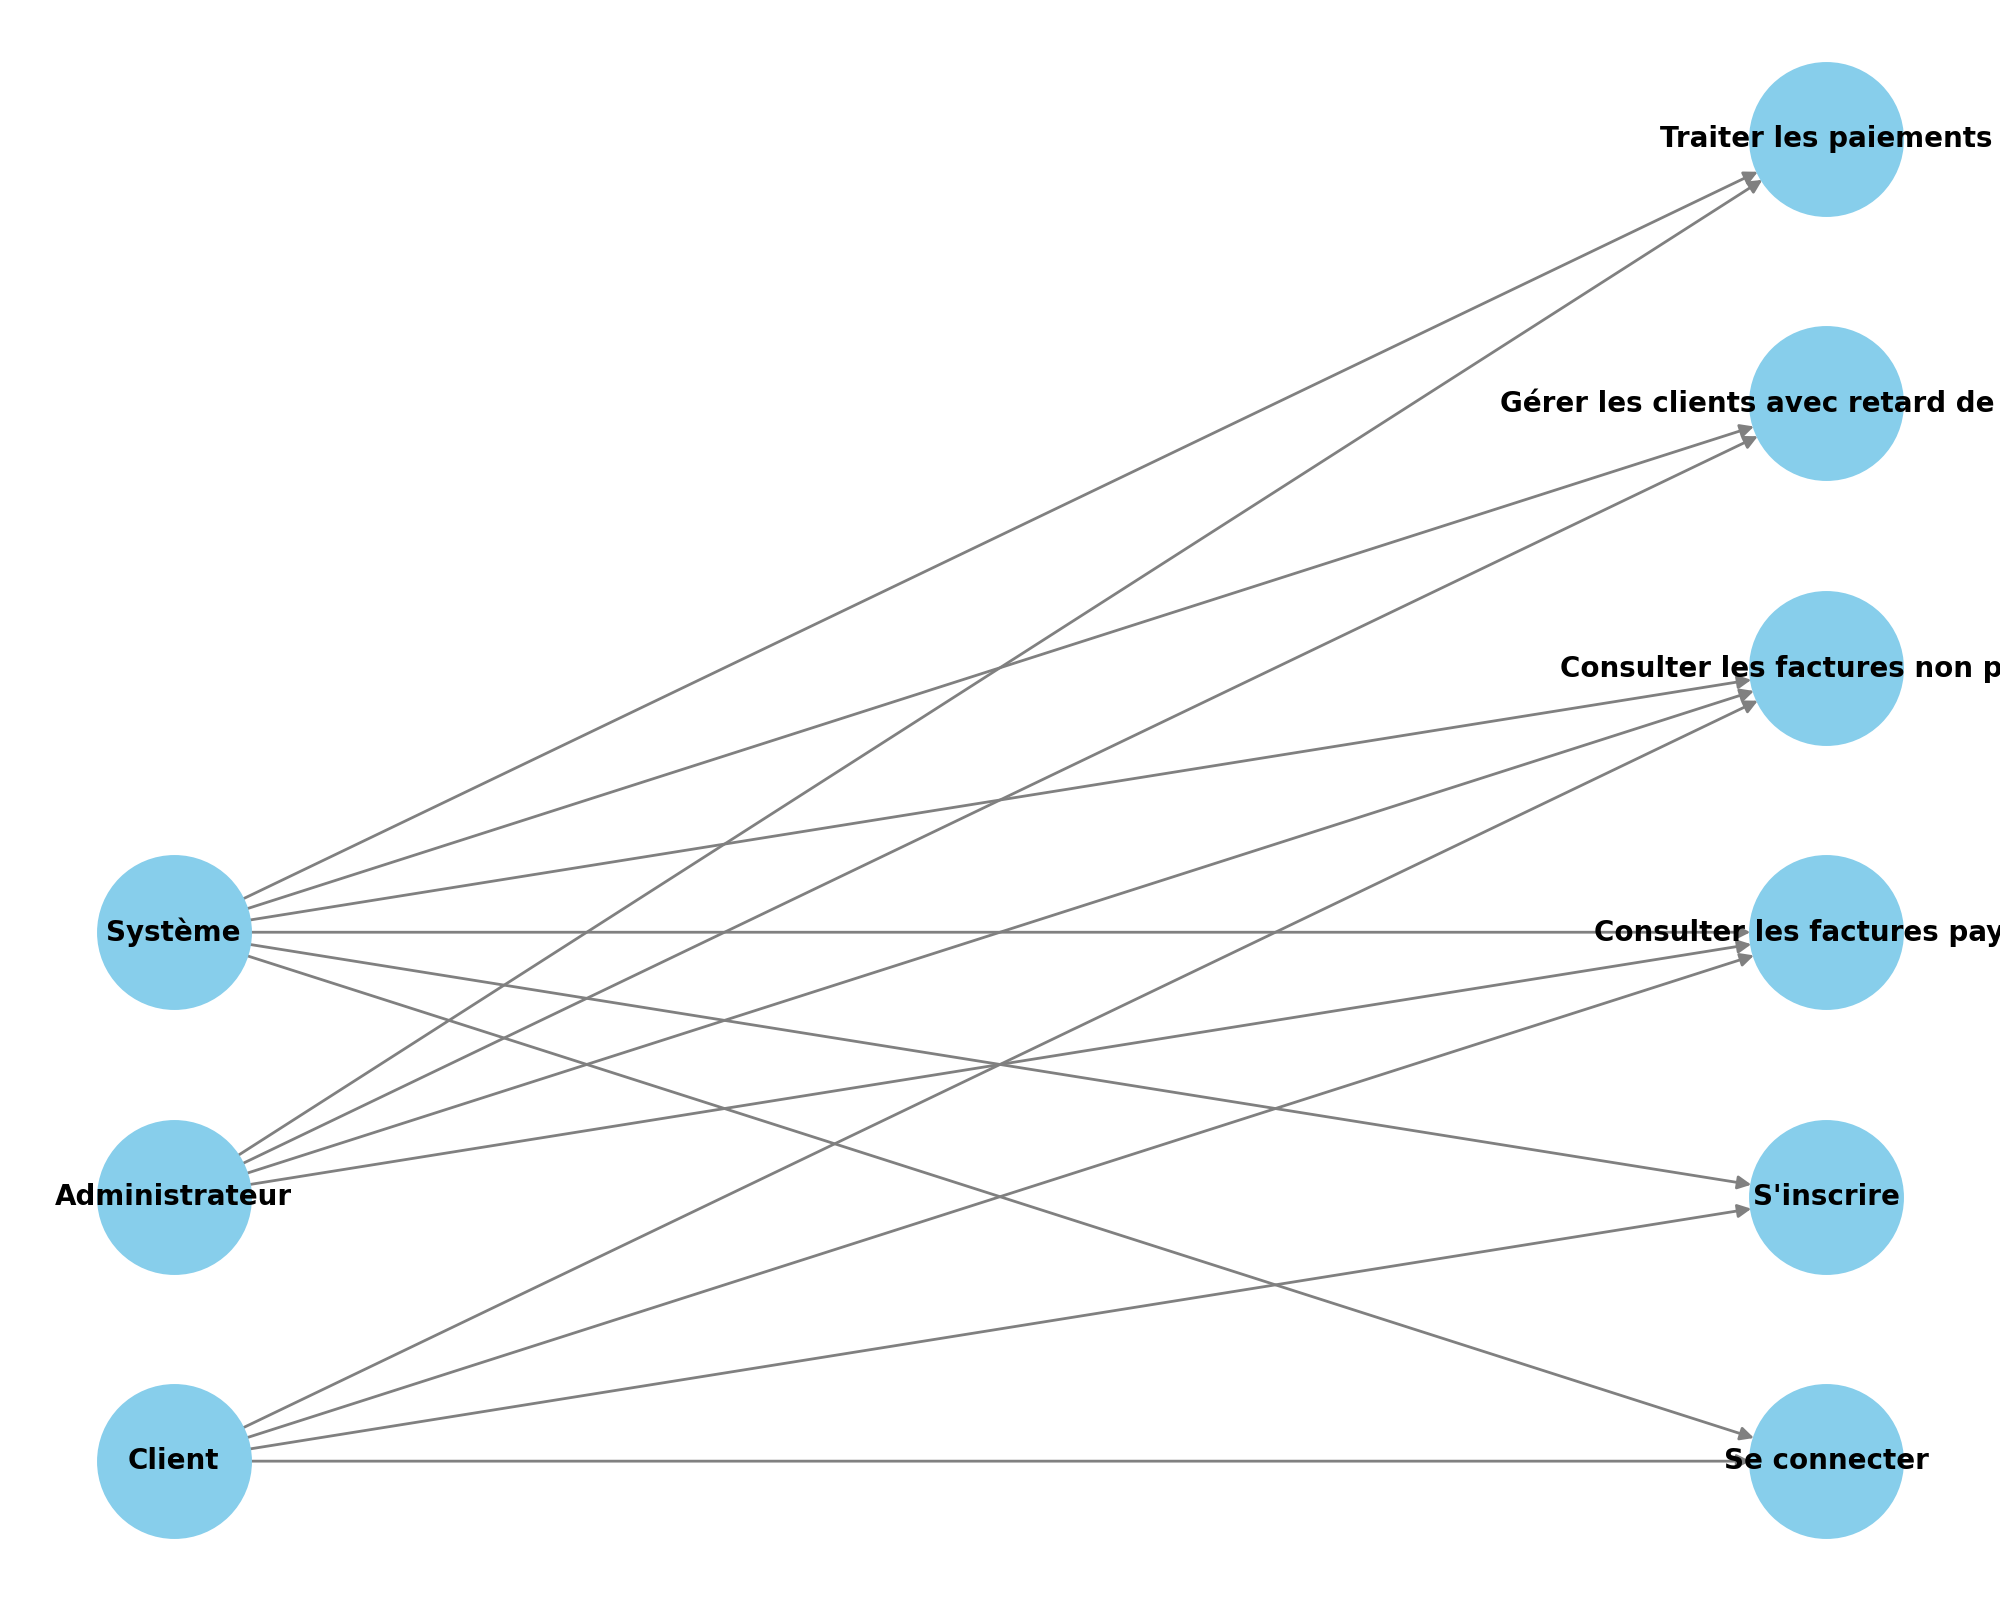 Traiter les paiements
Gérer les clients avec retard de
Consulter les factures non p
Système
Consulter les factures pay
Administrateur
S'inscrire
Client
Se connecter